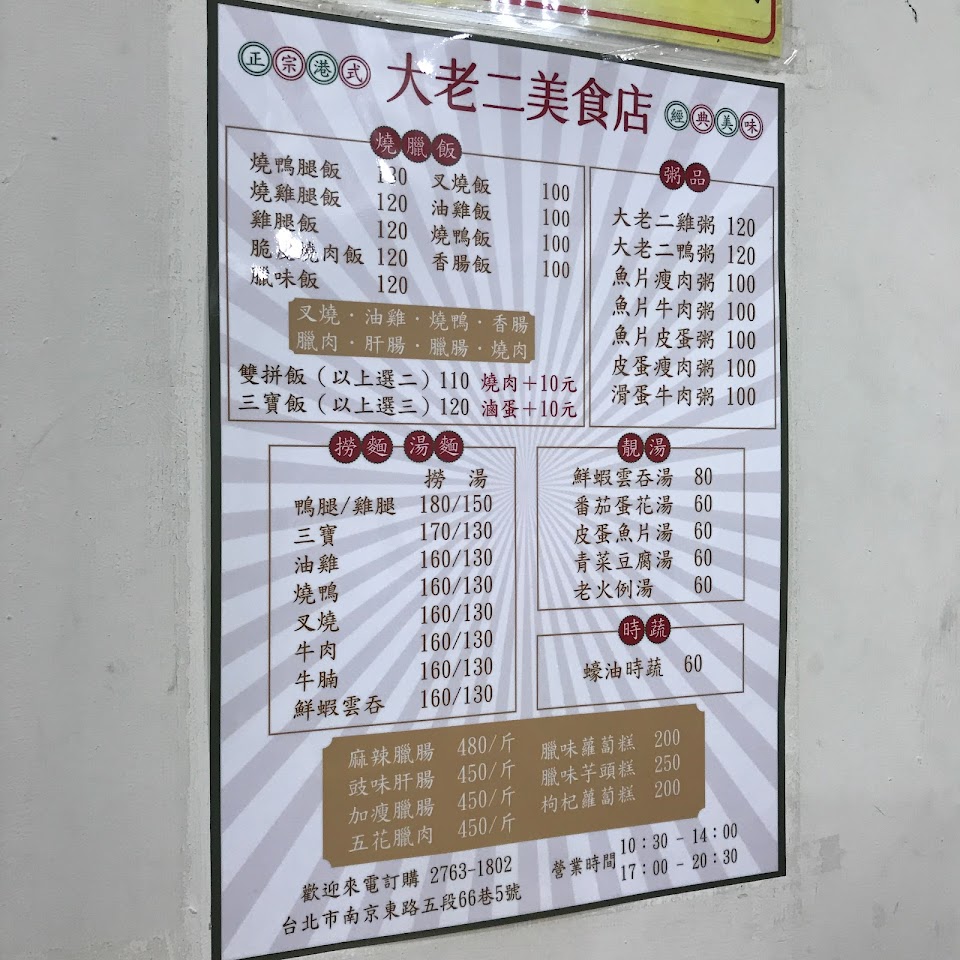 正宗港式 大老二美食店 經典美味
燒臘飯
燒鴨腿飯 130 叉燒飯 100
燒雞腿飯 120 油雞飯 100
雞腿飯 120 燒鴨飯 100
脆皮燒肉飯 120 香腸飯 100
臘味飯 120
叉燒・油雞・燒鴨・香腸
臘肉・肝腸・臘腸・燒肉
雙拼飯（以上選二）110 燒肉+10元
三寶飯（以上選三）120 滷蛋+10元
粥品
大老二雞粥 120
大老二鴨粥 120
魚片瘦肉粥 100
魚片牛肉粥 100
魚片皮蛋粥 100
皮蛋瘦肉粥 100
滑蛋牛肉粥 100
撈麵 湯麵
撈 湯
鴨腿/雞腿 180/150
三寶 170/130
油雞 160/130
燒鴨 160/130
叉燒 160/130
牛肉 160/130
牛腩 160/130
鮮蝦雲吞 160/130
靚湯
鮮蝦雲吞湯 80
番茄蛋花湯 60
皮蛋魚片湯 60
青菜豆腐湯 60
老火例湯 60
時蔬
蠔油時蔬 60
麻辣臘腸 480/斤 臘味蘿蔔糕 200
豉味肝腸 450/斤 臘味芋頭糕 250
加瘦臘腸 450/斤 枸杞蘿蔔糕 200
五花臘肉 450/斤
歡迎來電訂購 2763-1802
台北市南京東路五段66巷5號
營業時間 10：30 - 14：00
17：00 - 20：30